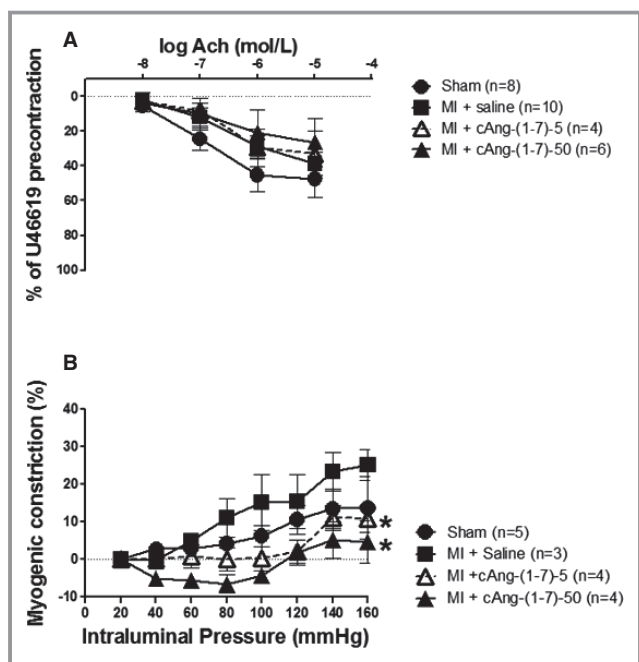 A
log Ach (mol/L)
-8 -7 -6 -5 -4
0
20
40
60
80
100
% of U46619 precontraction
Sham (n=8)
MI + saline (n=10)
MI + cAng-(1-7)-5 (n=4)
MI + cAng-(1-7)-50 (n=6)
B
40
30
20
10
0
-10
Myogenic constriction (%)
*
*
0 20 40 60 80 100 120 140 160
Intraluminal Pressure (mmHg)
Sham (n=5)
MI + Saline (n=3)
MI +cAng-(1-7)-5 (n=4)
MI + cAng-(1-7)-50 (n=4)